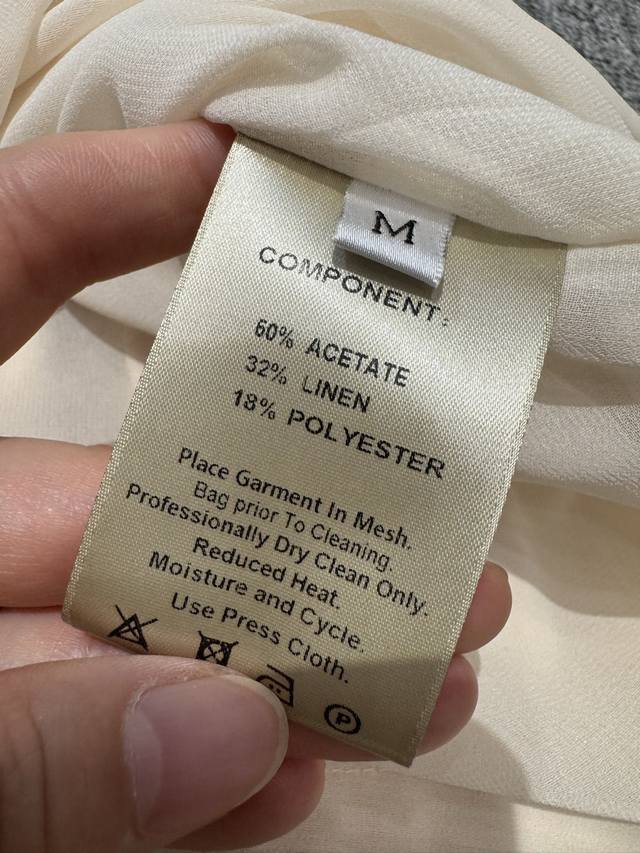 M
COMPONENT:
60% ACETATE
32% LINEN
18% POLYESTER
Place Garment In Mesh.
Bag prior To Cleaning.
Professionally Dry Clean Only.
Reduced Heat.
Moisture and Cycle.
Use Press Cloth.
P